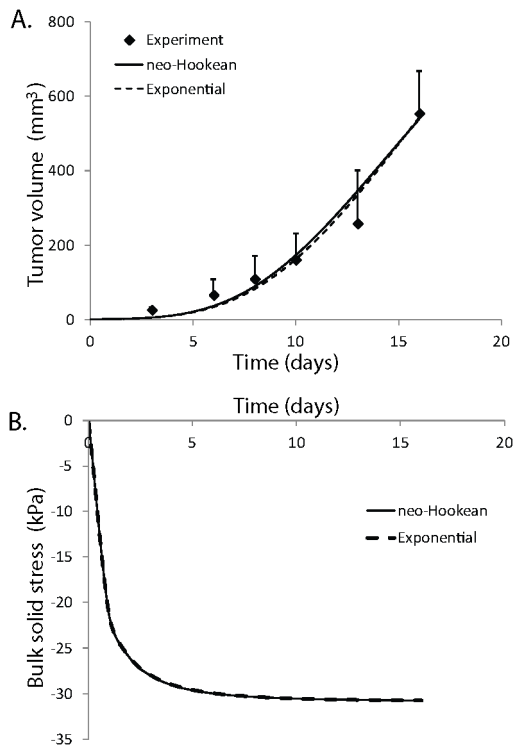 A.
800
600
400
200
0
Tumor volume (mm³)
Experiment
neo-Hookean
Exponential
0 5 10 15 20
Time (days)
B.
Time (days)
0 5 10 15 20
0
-5
-10
-15
-20
-25
-30
-35
Bulk solid stress (kPa)
neo-Hookean
Exponential